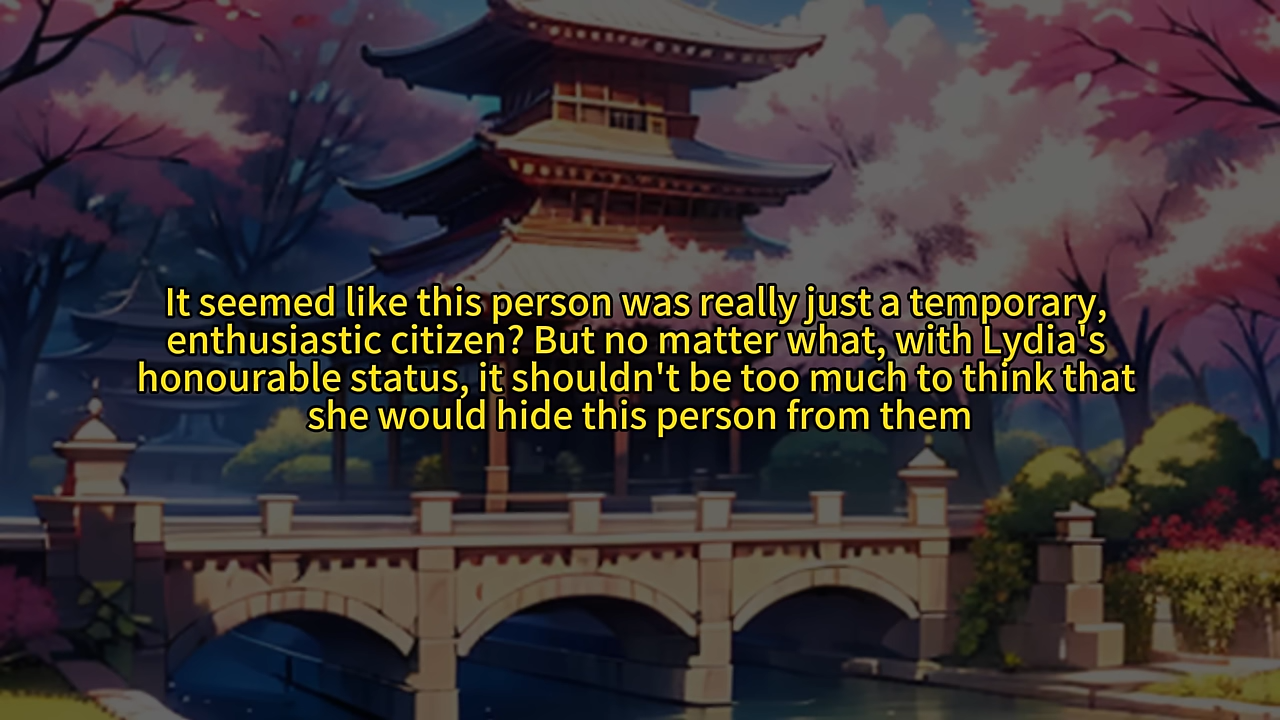 It seemed like this person was really just a temporary,
enthusiastic citizen? But no matter what, with Lydia's
honourable status, it shouldn't be too much to think that
she would hide this person from them